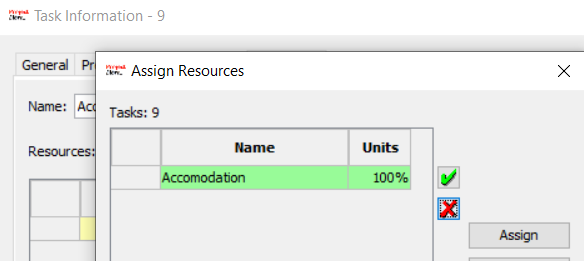 Task Information - 9
General
Pr
Assign Resources
Name: Acc
Tasks: 9
Resources:
Name Units
Accomodation 100%
Assign